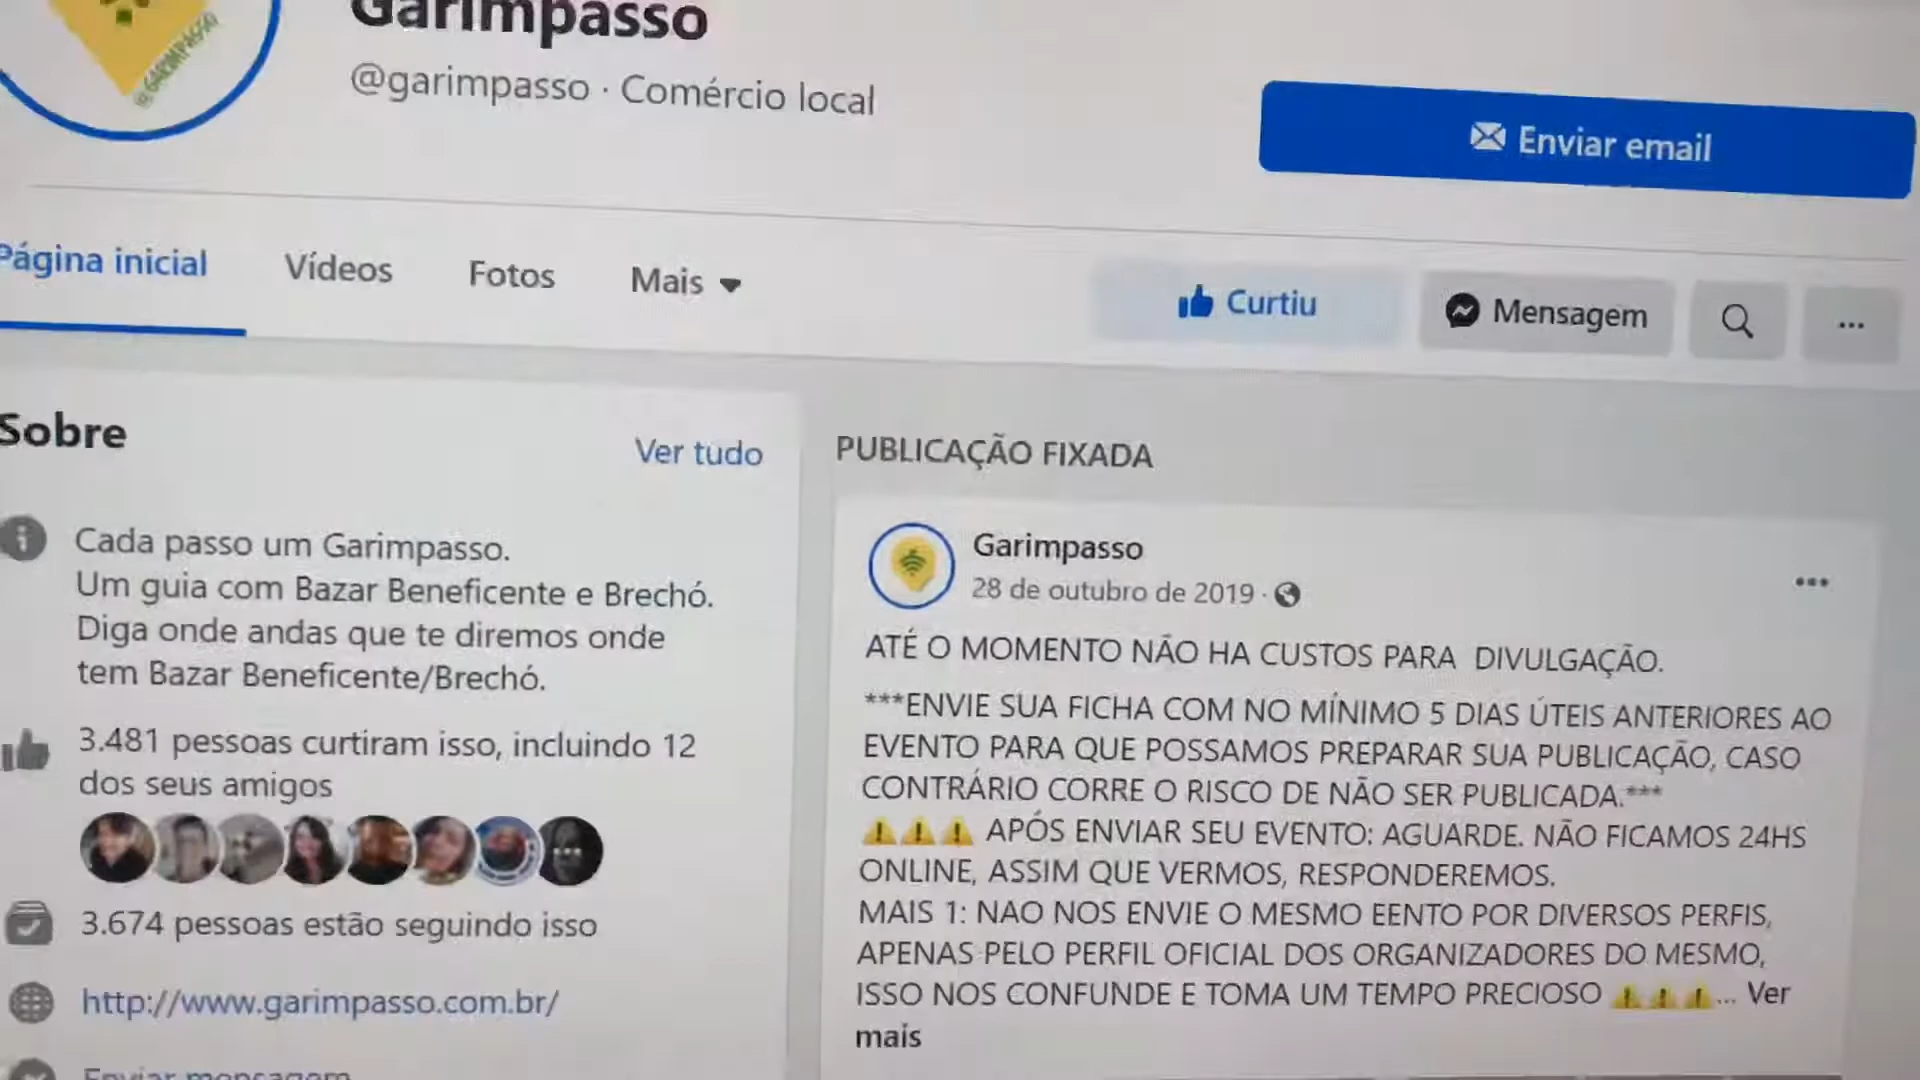 Garimpasso
@GARIMPASSO
@garimpasso · Comércio local
Enviar email
Página inicial
Vídeos
Fotos
Mais
Curtiu
Mensagem
...
Sobre
Ver tudo
Cada passo um Garimpasso.
Um guia com Bazar Beneficente e Brechó.
Diga onde andas que te diremos onde
tem Bazar Beneficente/Brechó.
3.481 pessoas curtiram isso, incluindo 12
dos seus amigos
3.674 pessoas estão seguindo isso
http://www.garimpasso.com.br/
Enviar mensagem
PUBLICAÇÃO FIXADA
Garimpasso
28 de outubro de 2019 ·
ATÉ O MOMENTO NÃO HA CUSTOS PARA DIVULGAÇÃO.
***ENVIE SUA FICHA COM NO MÍNIMO 5 DIAS ÚTEIS ANTERIORES AO
EVENTO PARA QUE POSSAMOS PREPARAR SUA PUBLICAÇÃO, CASO
CONTRÁRIO CORRE O RISCO DE NÃO SER PUBLICADA.***
⚠⚠⚠ APÓS ENVIAR SEU EVENTO: AGUARDE. NÃO FICAMOS 24HS
ONLINE, ASSIM QUE VERMOS, RESPONDEREMOS.
MAIS 1: NAO NOS ENVIE O MESMO EENTO POR DIVERSOS PERFIS,
APENAS PELO PERFIL OFICIAL DOS ORGANIZADORES DO MESMO,
ISSO NOS CONFUNDE E TOMA UM TEMPO PRECIOSO ⚠⚠⚠... Ver
mais